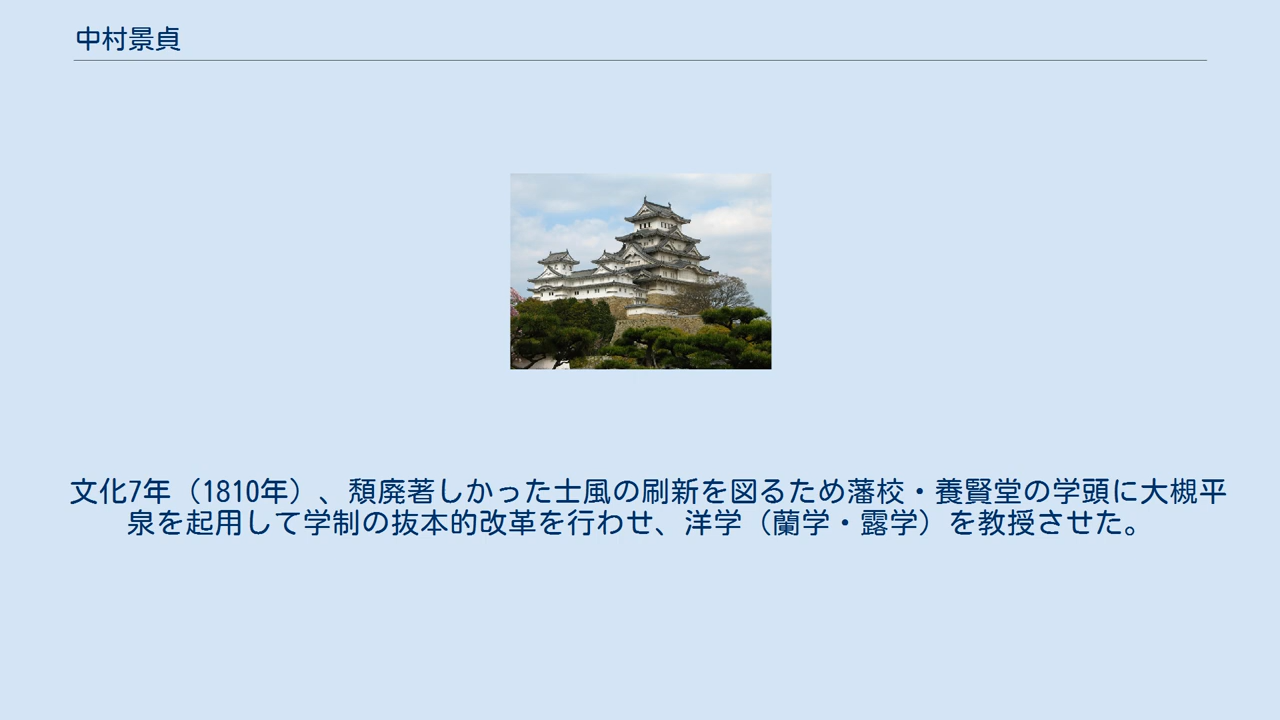 中村景貞
文化7年（1810年）、頽廃著しかった士風の刷新を図るため藩校・養賢堂の学頭に大槻平
泉を起用して学制の抜本的改革を行わせ、洋学（蘭学・露学）を教授させた。